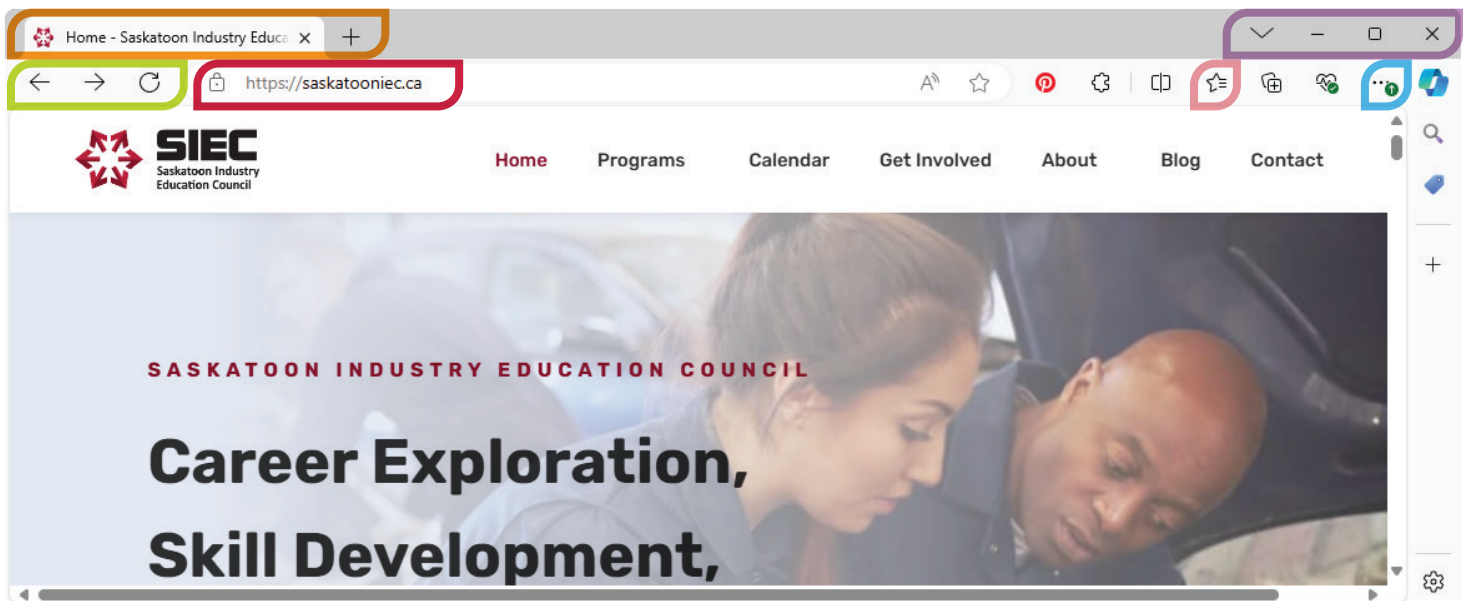 Home - Saskatoon Industry Educa
https://saskatooniec.ca
SIEC
Saskatoon Industry
Education Council
Home Programs Calendar Get Involved About Blog Contact
SASKATOON INDUSTRY EDUCATION COUNCIL
Career Exploration,
Skill Development,